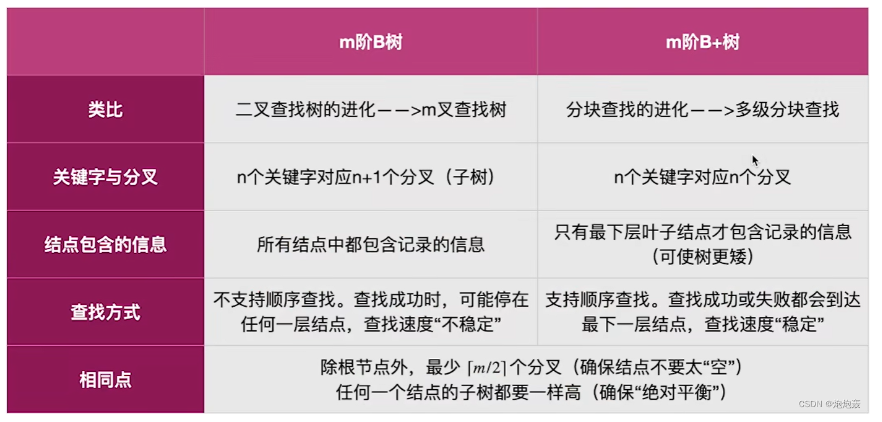 m阶B树
m阶B+树
类比
二叉查找树的进化——>m叉查找树
分块查找的进化——>多级分块查找
关键字与分叉
n个关键字对应n+1个分叉（子树）
n个关键字对应n个分叉
结点包含的信息
所有结点中都包含记录的信息
只有最下层叶子结点才包含记录的信息
（可使树更矮）
查找方式
不支持顺序查找。查找成功时，可能停在
任何一层结点，查找速度“不稳定”
支持顺序查找。查找成功或失败都会到达
最下一层结点，查找速度“稳定”
相同点
除根节点外，最少 ⌈m/2⌉个分叉（确保结点不要太“空”）
任何一个结点的子树都要一样高（确保“绝对平衡”）